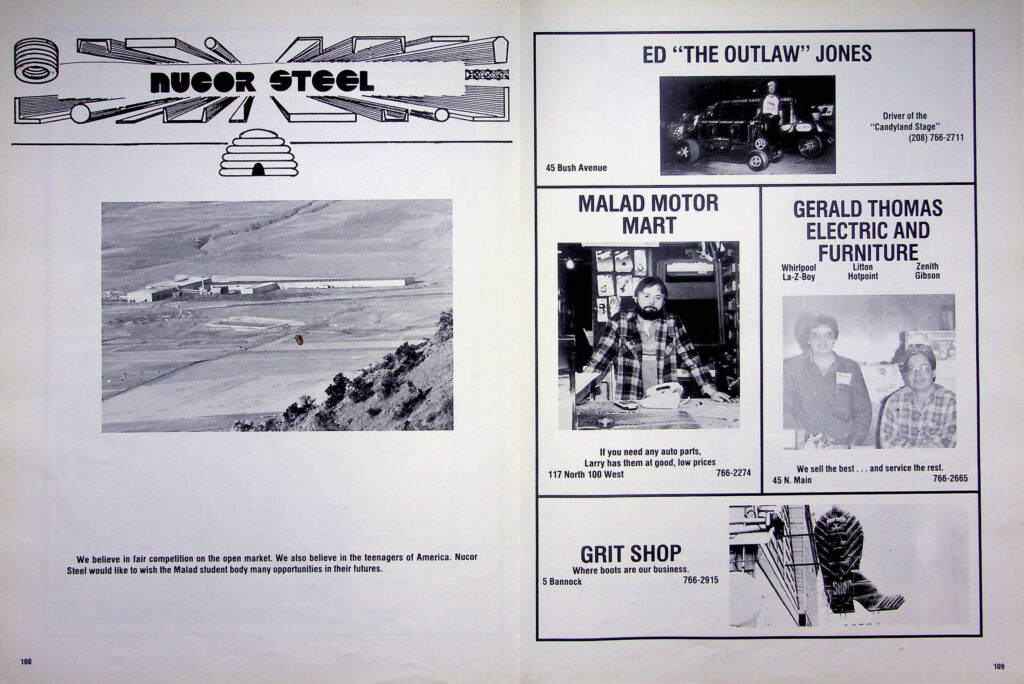 NUCOR STEEL
We believe in fair competition on the open market. We also believe in the teenagers of America. Nucor
Steel would like to wish the Malad student body many opportunities in their futures.
108
ED “THE OUTLAW” JONES
Driver of the
“Candyland Stage”
(208) 766-2711
45 Bush Avenue
MALAD MOTOR
MART
If you need any auto parts,
Larry has them at good, low prices
117 North 100 West 766-2274
GERALD THOMAS
ELECTRIC AND
FURNITURE
Whirlpool Litton Zenith
La-Z-Boy Hotpoint Gibson
We sell the best . . . and service the rest.
45 N. Main 766-2665
GRIT SHOP
Where boots are our business.
5 Bannock 766-2915
SHOP
109